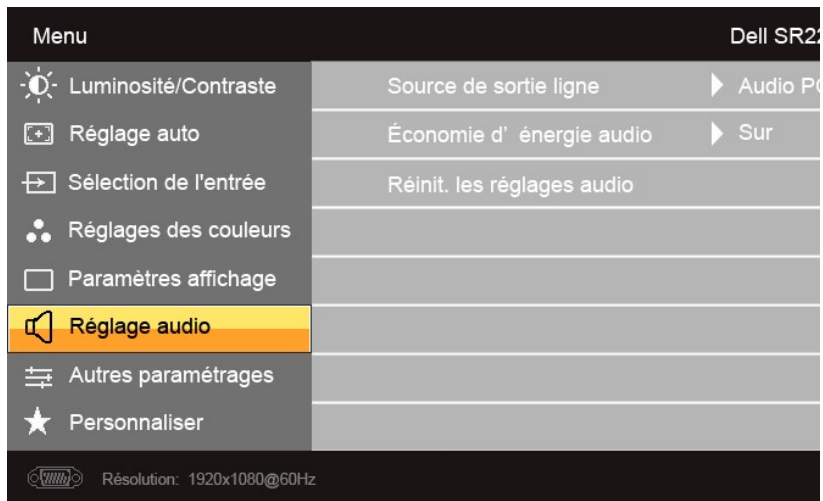 Menu
Dell SR22
Luminosité/Contraste
Source de sortie ligne
Audio PC
Réglage auto
Économie d' énergie audio
Sur
Sélection de l'entrée
Réinit. les réglages audio
Réglages des couleurs
Paramètres affichage
Réglage audio
Autres paramétrages
Personnaliser
Résolution: 1920x1080@60Hz